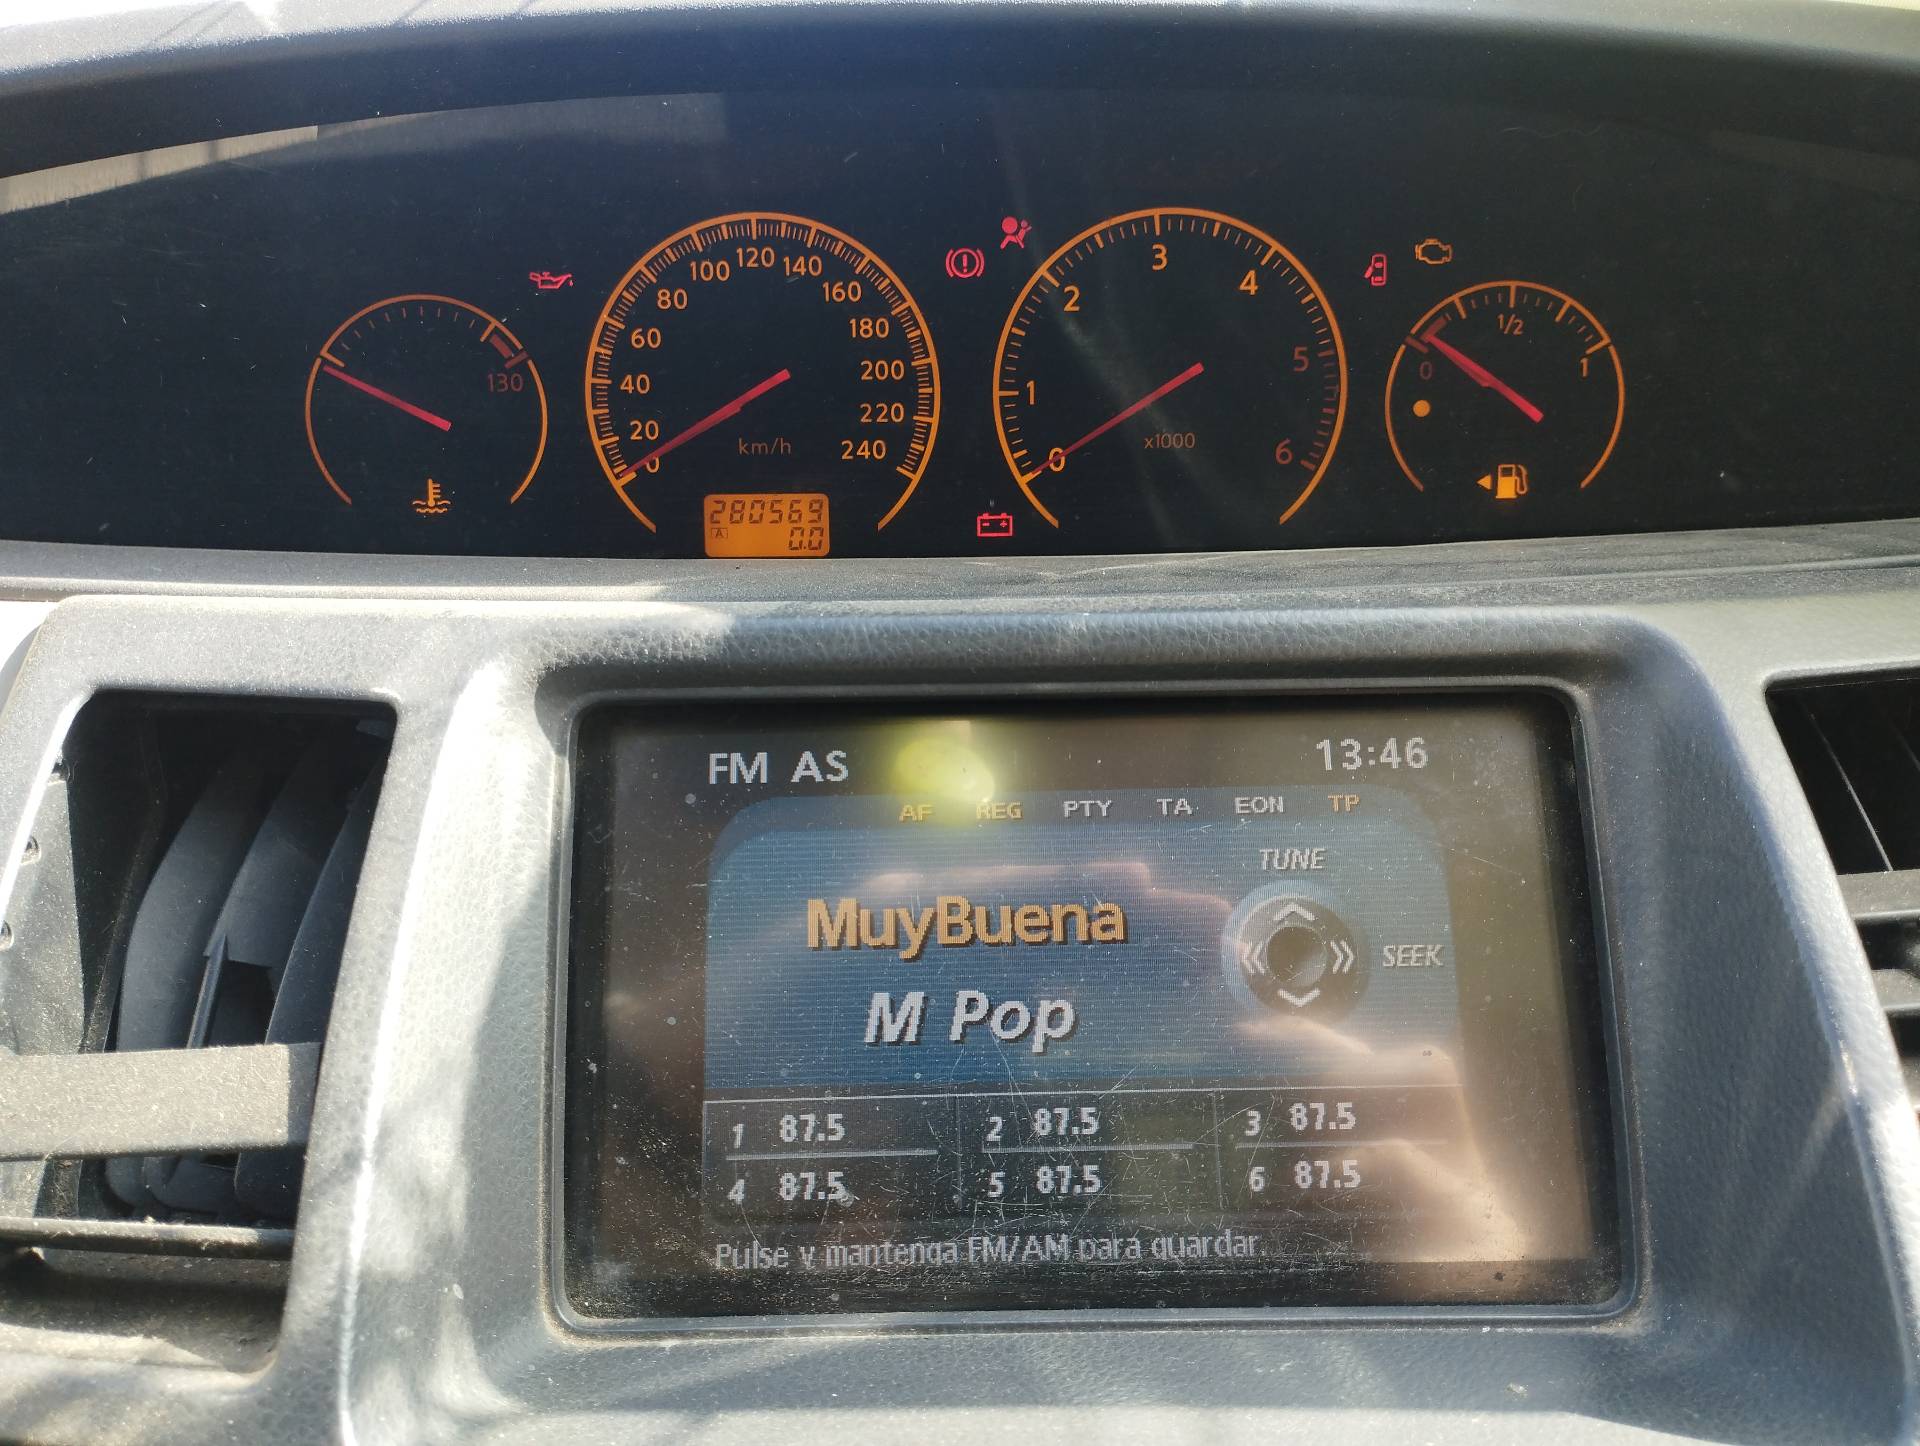 130
0 20 40 60 80 100 120 140 160 180 200 220 240
km/h
280569
A 0.0
0 1 2 3 4 5 6
x1000
0 1/2 1
FM AS 13:46
AF REG PTY TA EON TP
TUNE
MuyBuena
SEEK
M Pop
1 87.5 2 87.5 3 87.5
4 87.5 5 87.5 6 87.5
Pulse y mantenga FM/AM para guardar.